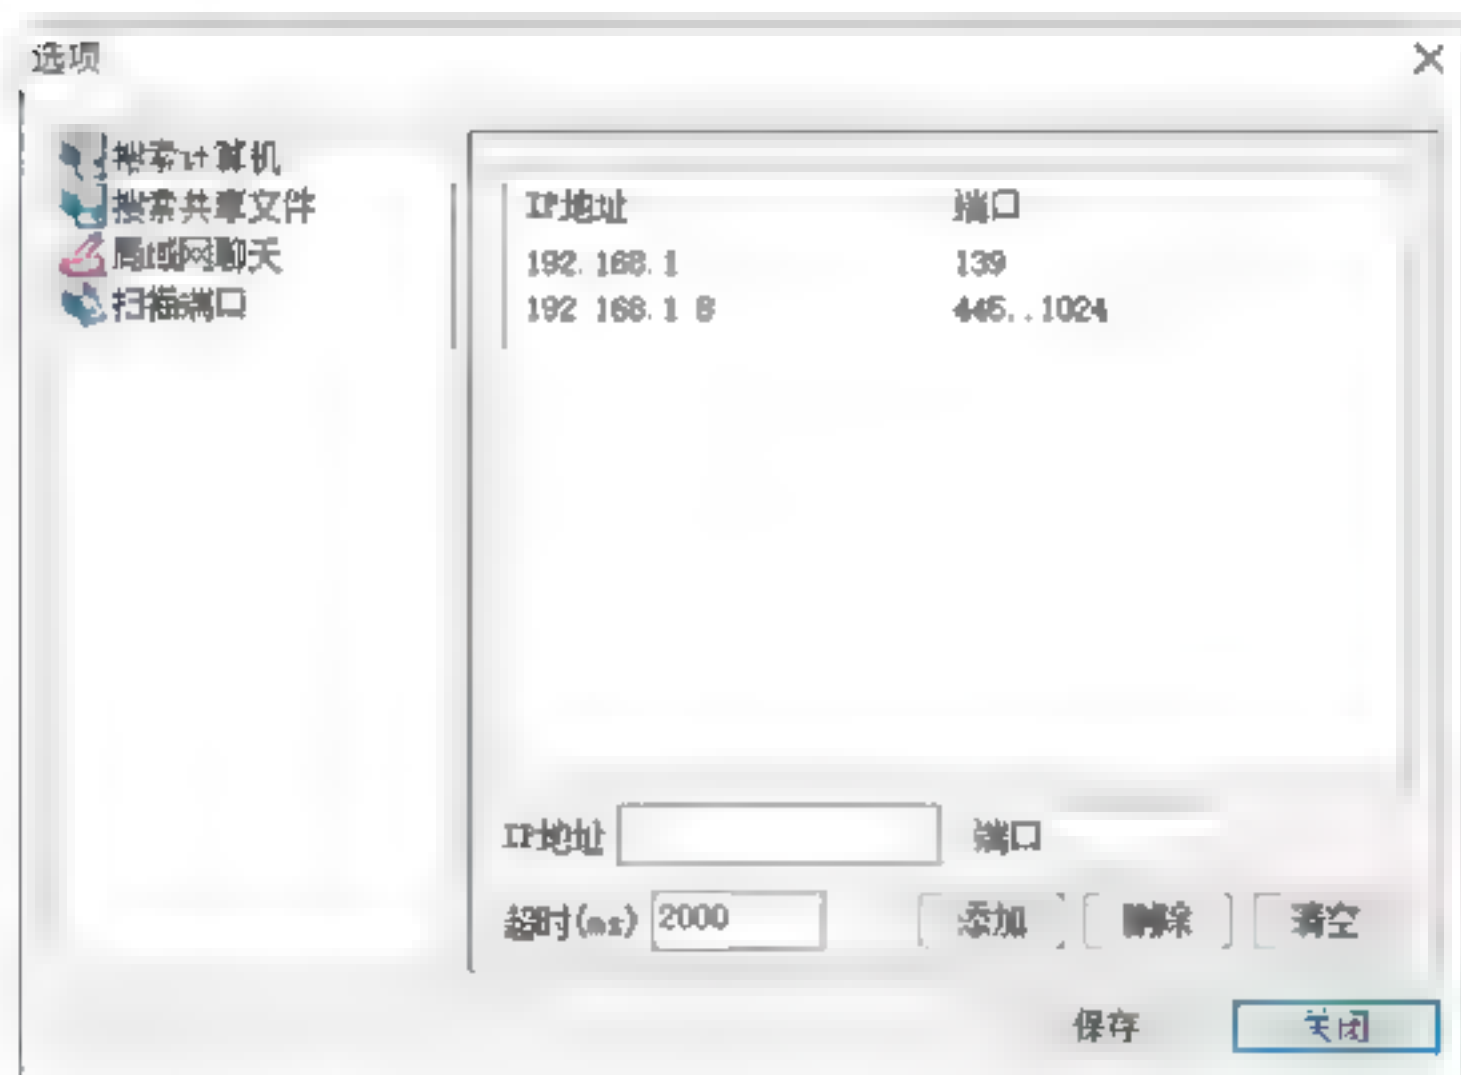 选项
搜索计算机
搜索共享文件
局域网聊天
扫描端口
IP地址 端口
192.168.1 139
192 168.1 8 445..1024
IP地址 端口
超时(ms) 2000 添加 删除 清空
保存 关闭